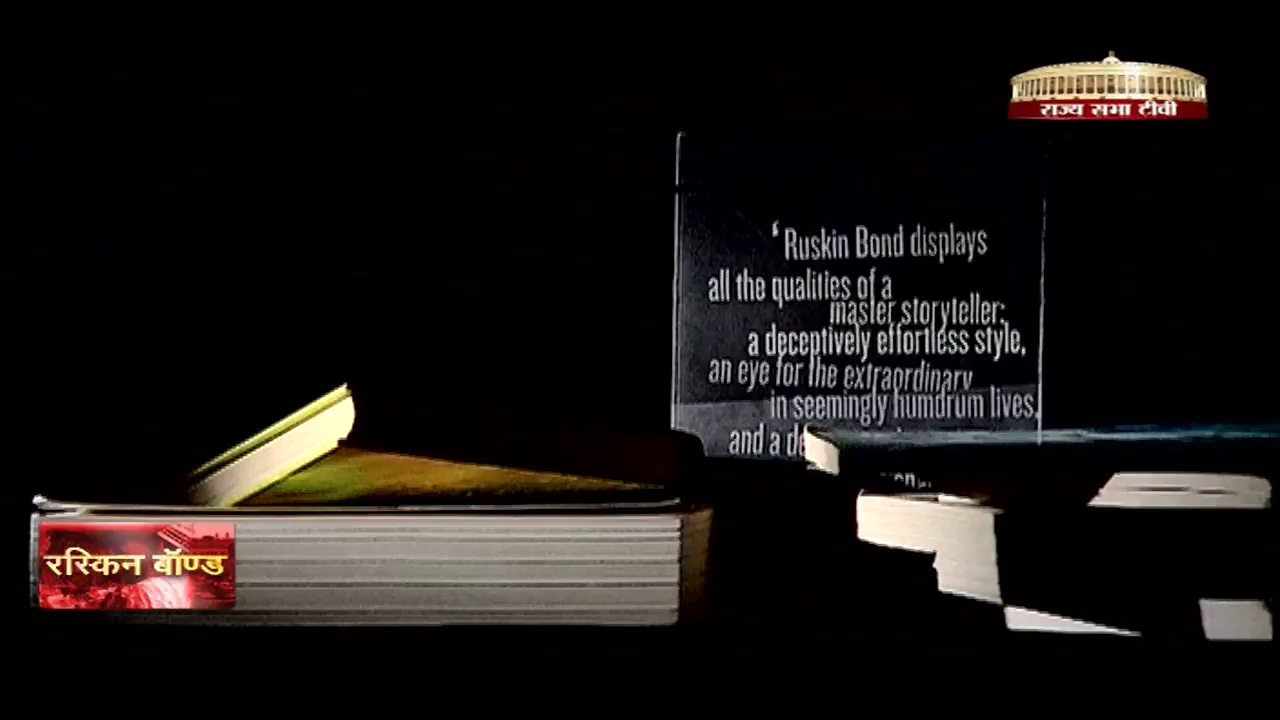 राज्य सभा टीवी
‘Ruskin Bond displays
all the qualities of a
master storyteller:
a deceptively effortless style,
an eye for the extraordinary
in seemingly humdrum lives,
and a
रस्किन बॉण्ड